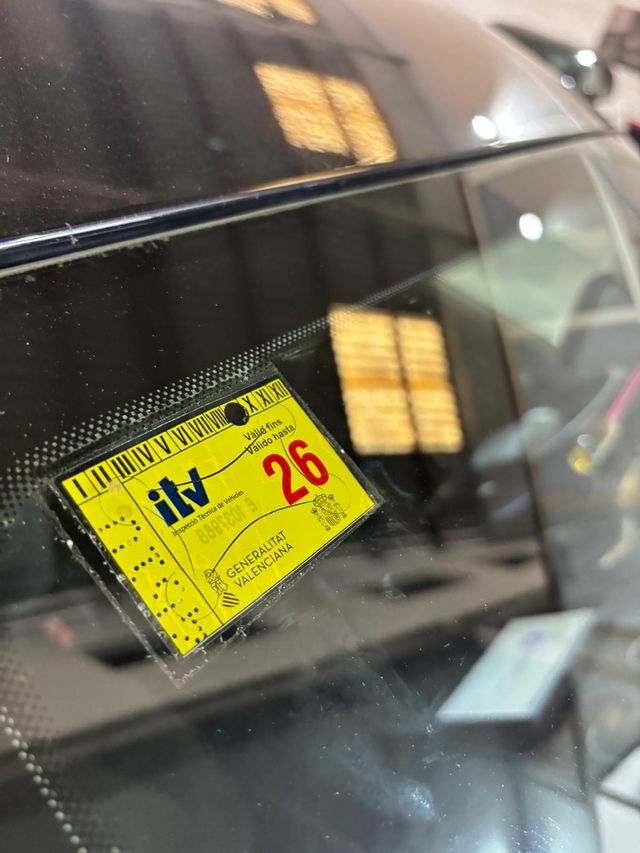 I II III IV V VI VII VIII X XI XII
Vàlid fins
Válido hasta
itv
26
Inspecció Tècnica de Vehicles
GENERALITAT
VALENCIANA